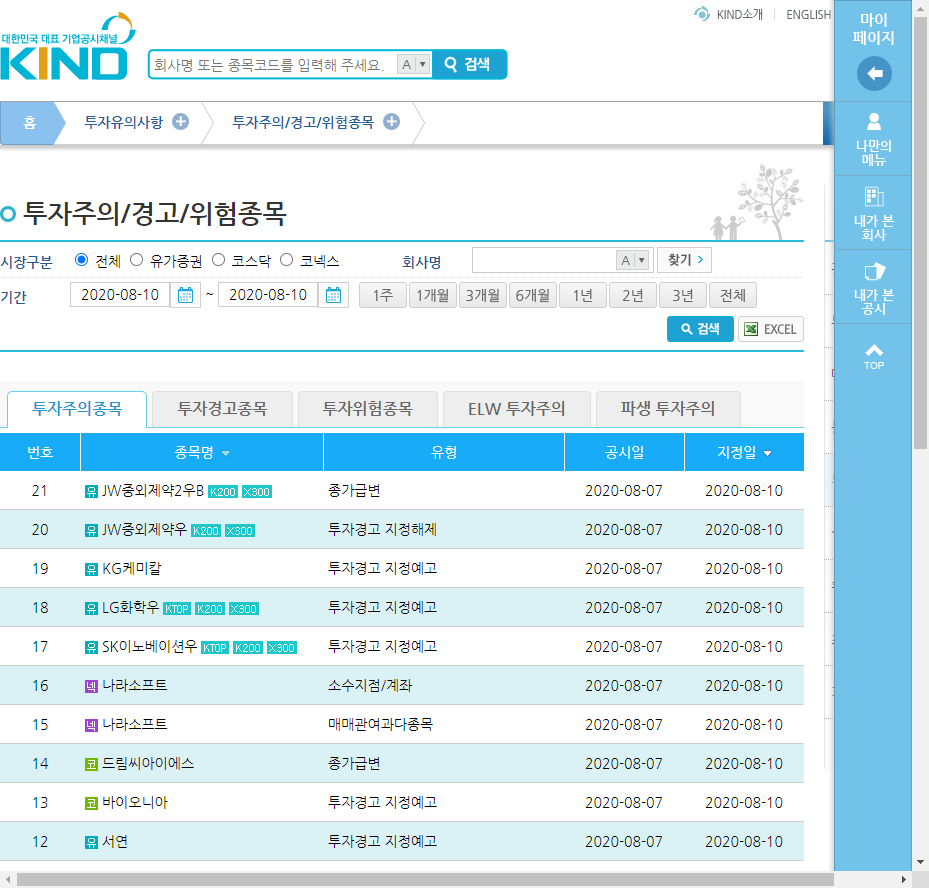 KIND소개 ENGLISH
마이
페이지
대한민국 대표 기업공시채널
KIND
회사명 또는 종목코드를 입력해 주세요. A 검색
홈 투자유의사항 투자주의/경고/위험종목
나만의
메뉴
내가 본
회사
내가 본
공시
TOP
투자주의/경고/위험종목
시장구분 전체 유가증권 코스닥 코넥스 회사명 A 찾기
기간 2020-08-10 ~ 2020-08-10 1주 1개월 3개월 6개월 1년 2년 3년 전체
검색 EXCEL
투자주의종목 투자경고종목 투자위험종목 ELW 투자주의 파생 투자주의
번호 종목명 유형 공시일 지정일
21 유 JW중외제약2우B K200 X300 종가급변 2020-08-07 2020-08-10
20 유 JW중외제약우 K200 X300 투자경고 지정해제 2020-08-07 2020-08-10
19 유 KG케미칼 투자경고 지정예고 2020-08-07 2020-08-10
18 유 LG화학우 KTOP K200 X300 투자경고 지정예고 2020-08-07 2020-08-10
17 유 SK이노베이션우 KTOP K200 X300 투자경고 지정예고 2020-08-07 2020-08-10
16 넥 나라소프트 소수지점/계좌 2020-08-07 2020-08-10
15 넥 나라소프트 매매관여과다종목 2020-08-07 2020-08-10
14 코 드림씨아이에스 종가급변 2020-08-07 2020-08-10
13 코 바이오니아 투자경고 지정예고 2020-08-07 2020-08-10
12 유 서연 투자경고 지정예고 2020-08-07 2020-08-10